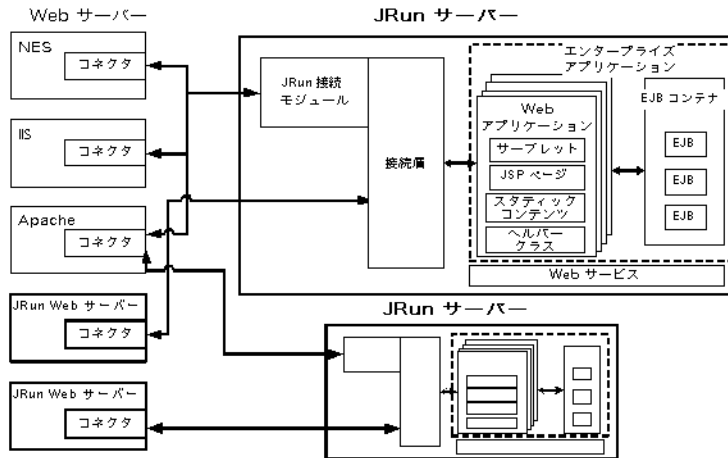 Web サーバー
NES
コネクタ
IIS
コネクタ
Apache
コネクタ
JRun Web サーバー
コネクタ
JRun Web サーバー
コネクタ
JRun サーバー
JRun 接続
モジュール
接続層
エンタープライズ
アプリケーション
Web
アプリケーション
サーブレット
JSP ページ
スタティック
コンテンツ
ヘルパー
クラス
EJB コンテナ
EJB
EJB
EJB
Web サービス
JRun サーバー